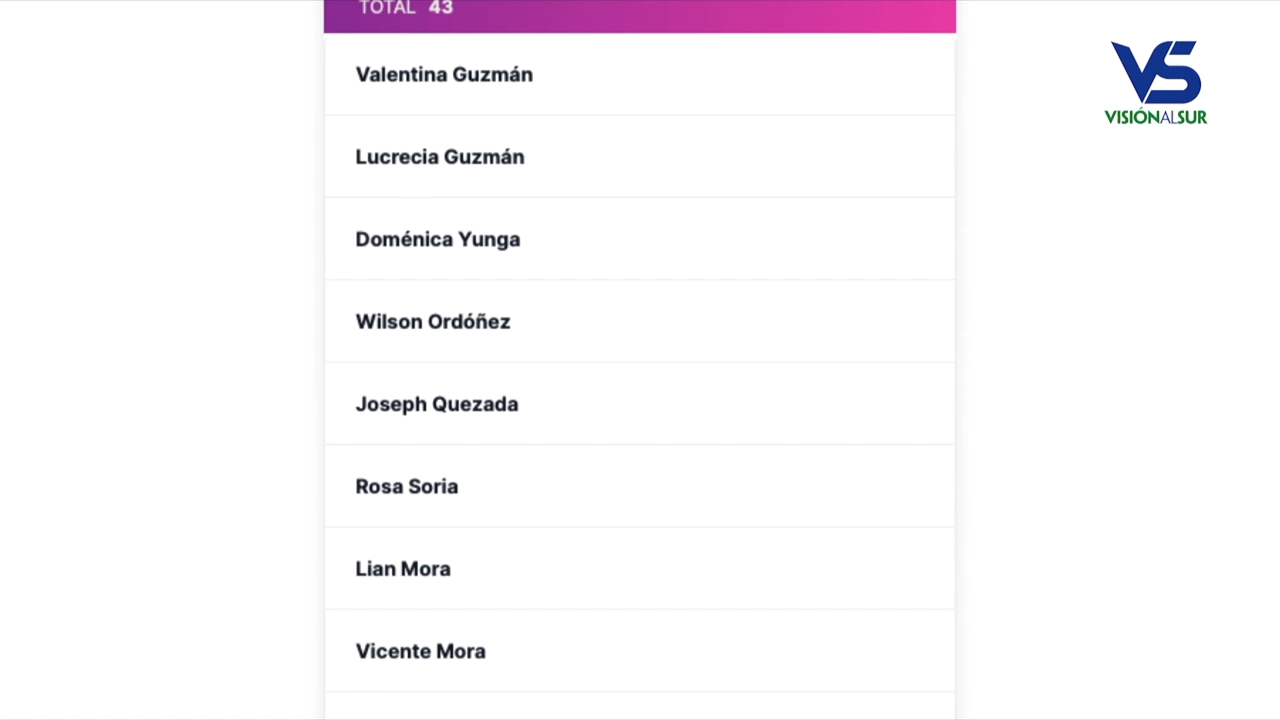 TOTAL 43
Valentina Guzmán
Lucrecia Guzmán
Doménica Yunga
Wilson Ordóñez
Joseph Quezada
Rosa Soria
Lian Mora
Vicente Mora
VS
VISIÓNALSUR